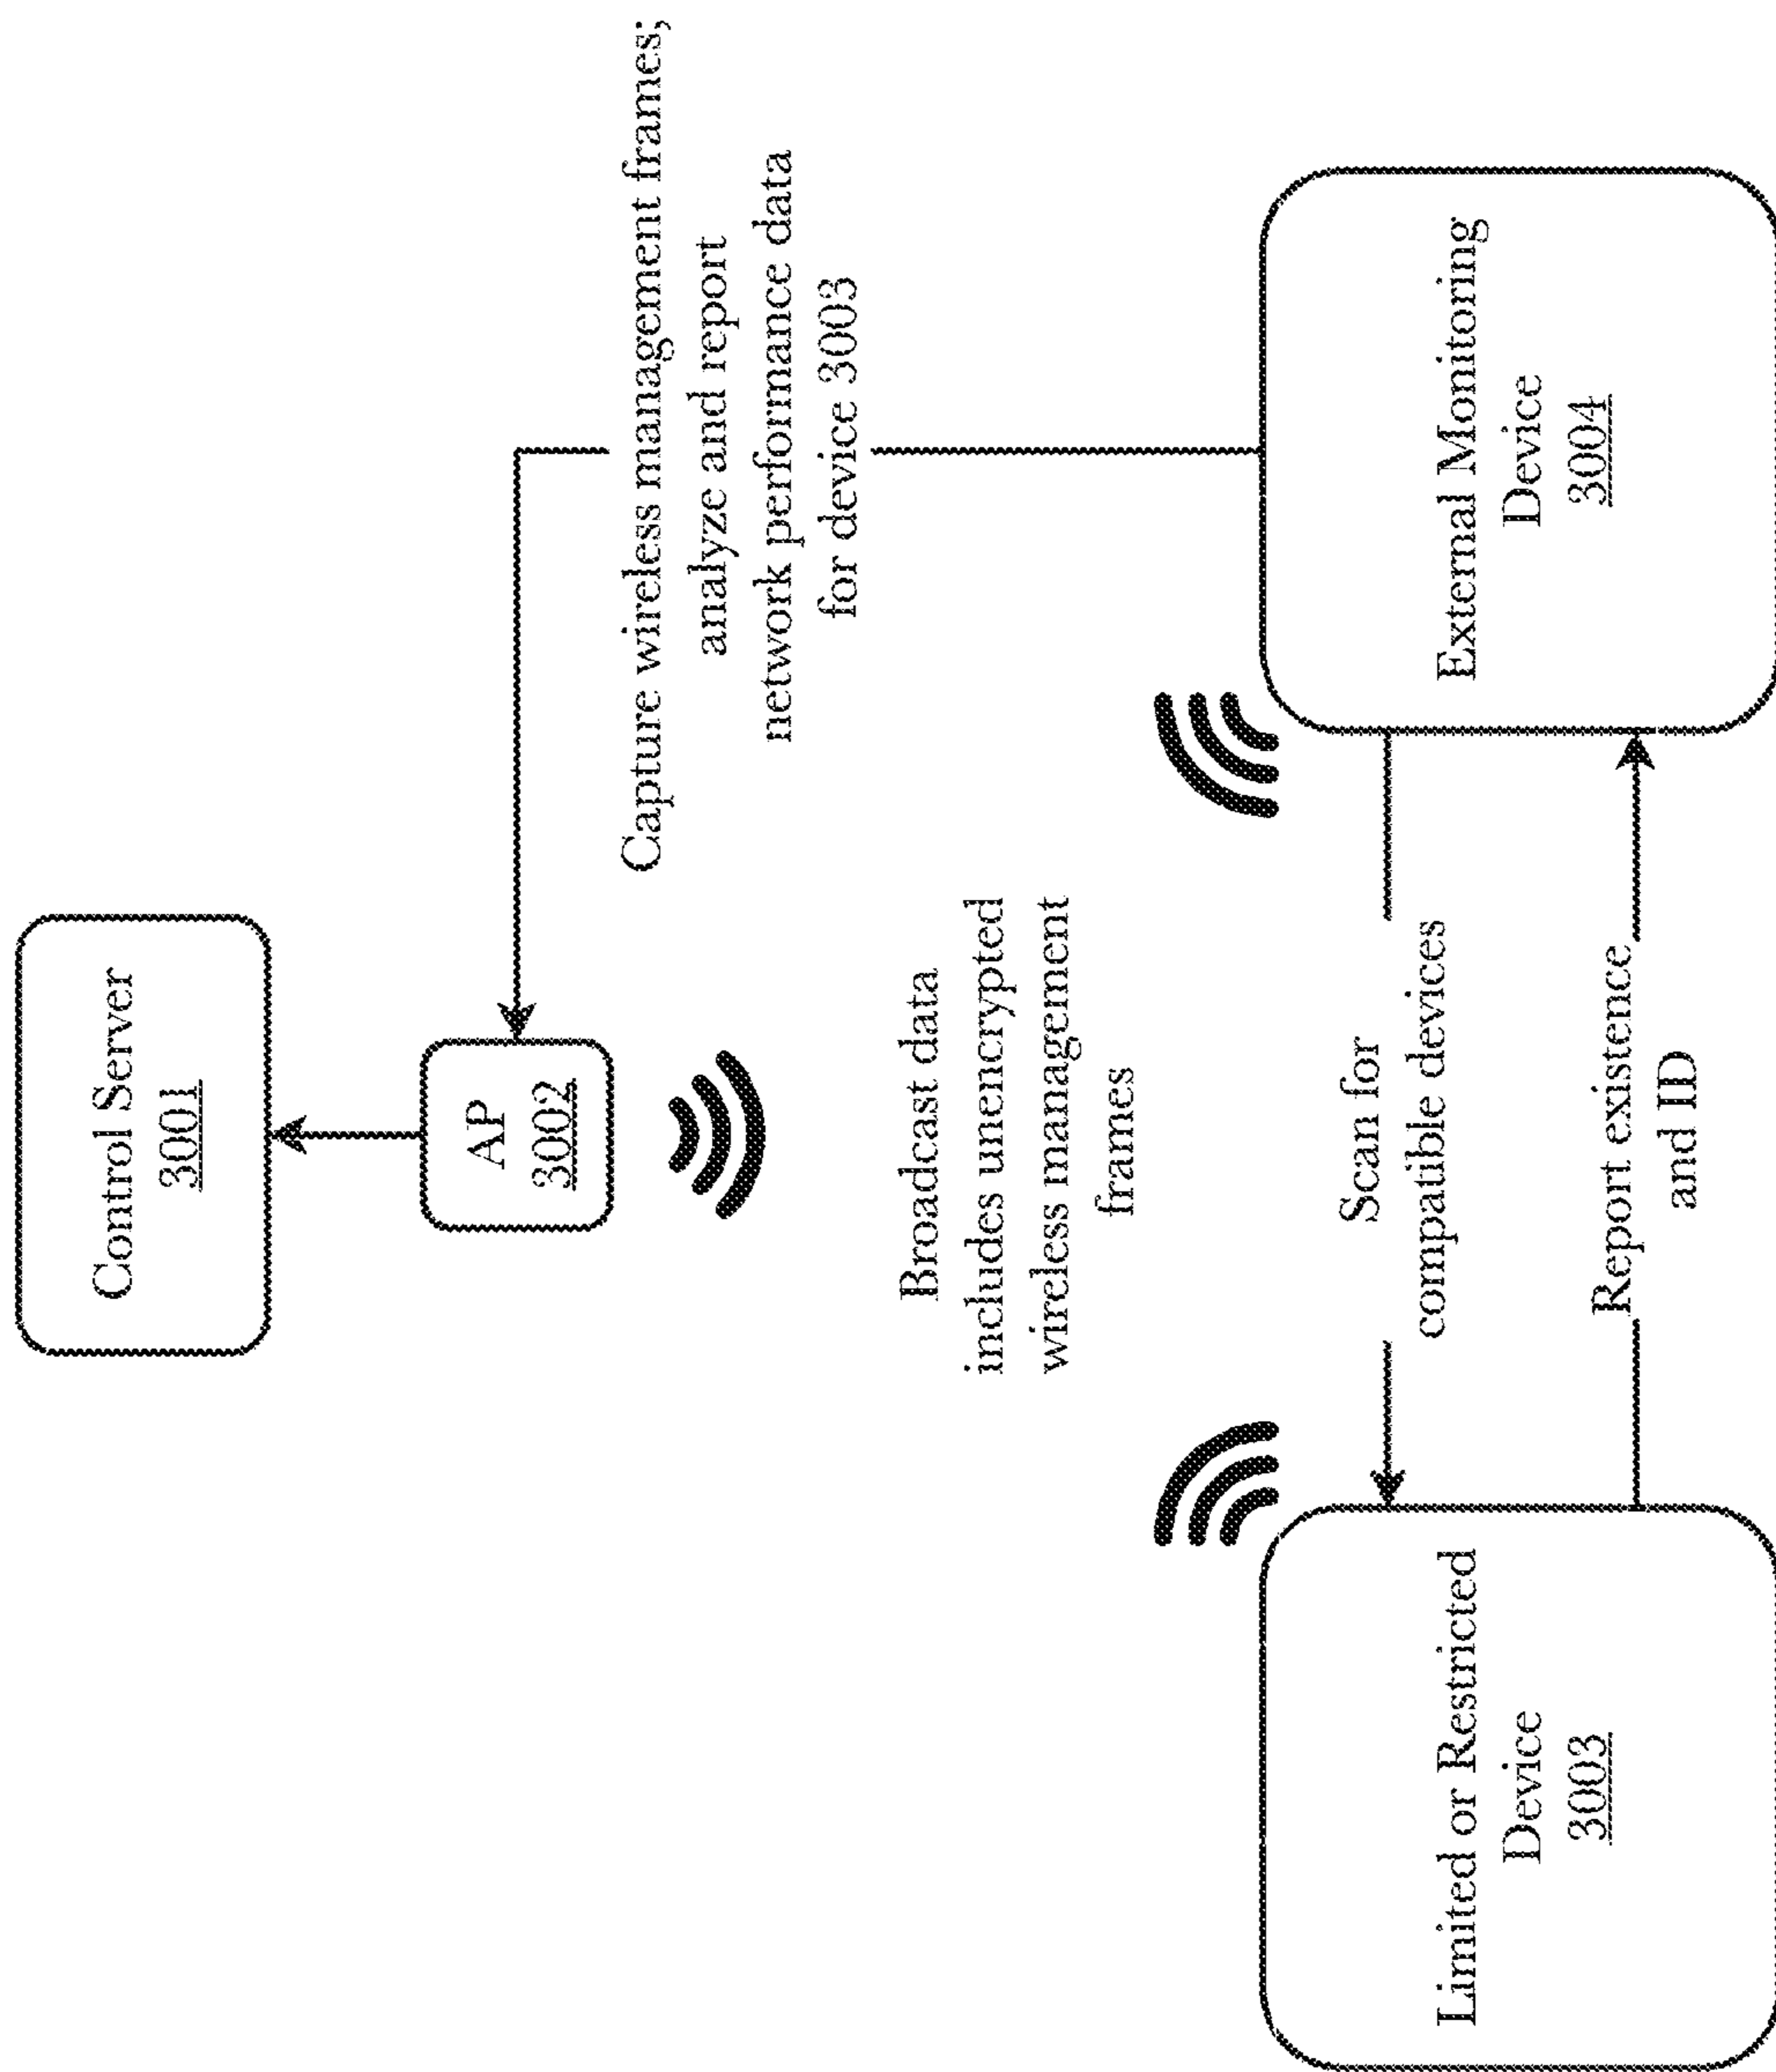 Control Server
3001
AP
3002
Capture wireless management frames;
analyze and report
network performance data
for device 3003
Broadcast data
includes unencrypted
wireless management
frames
Scan for
compatible devices
Report existence
and ID
Limited or Restricted
Device
3003
External Monitoring
Device
3004